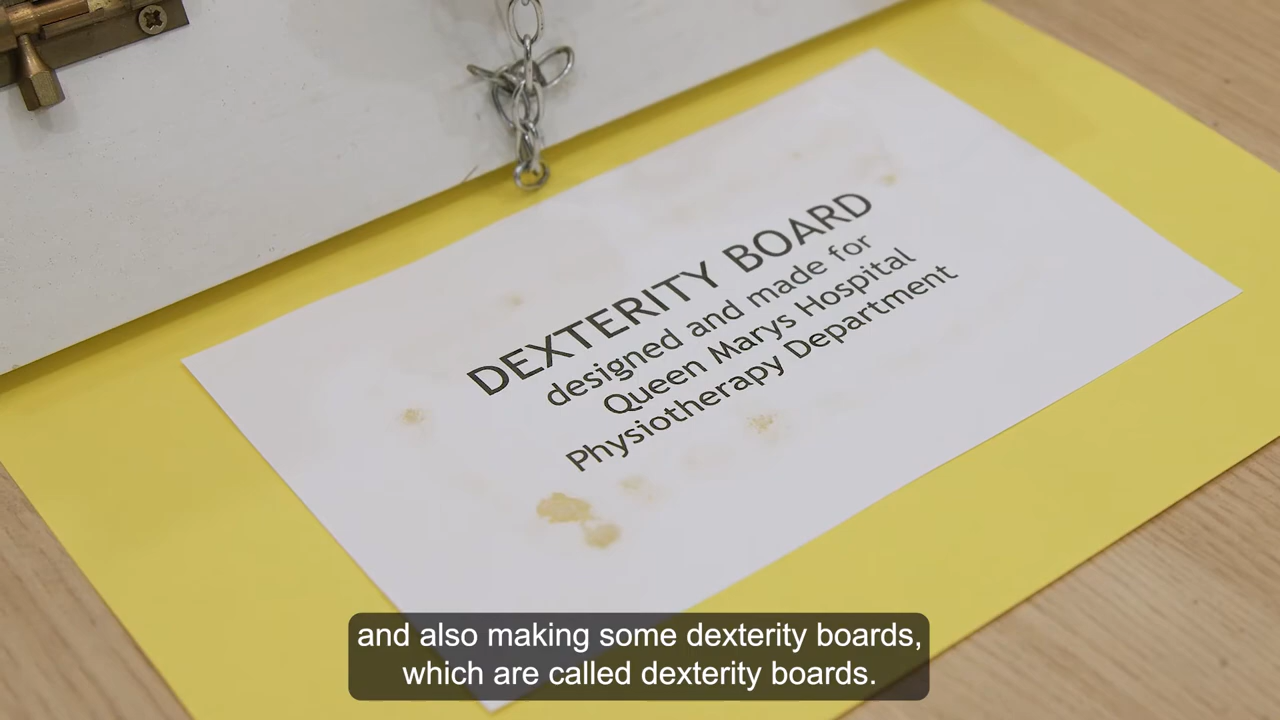 DEXTERITY BOARD
designed and made for
Queen Marys Hospital
Physiotherapy Department
and also making some dexterity boards,
which are called dexterity boards.